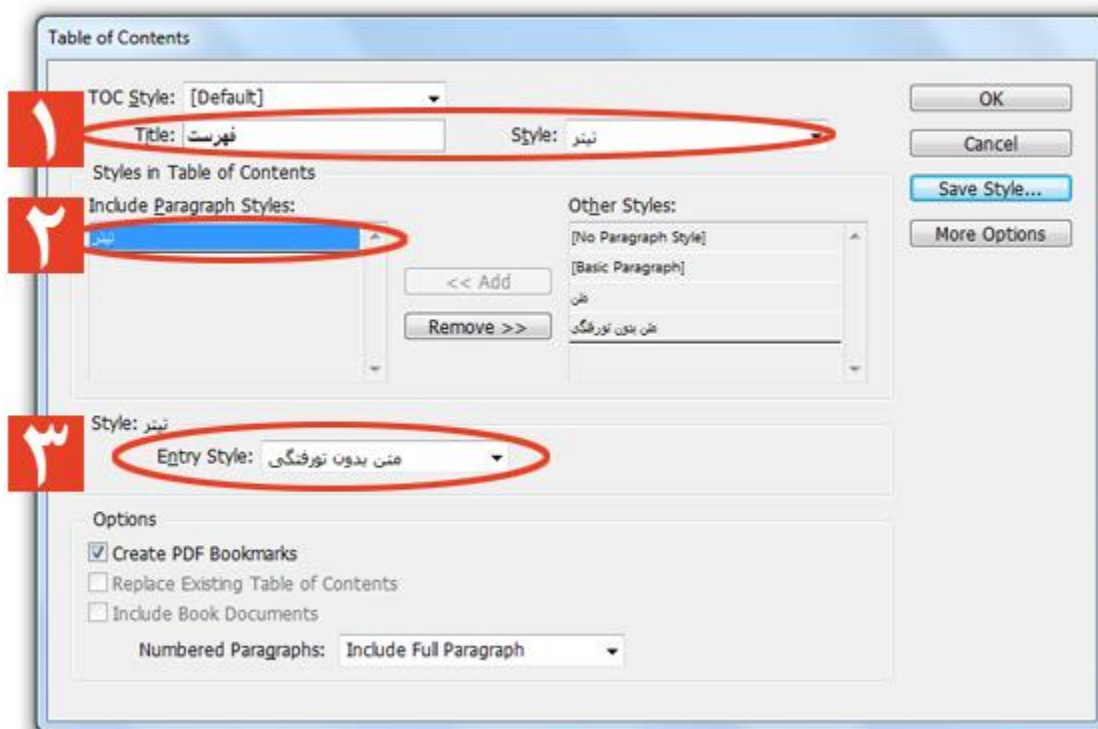 Table of Contents
TOC Style: [Default]
OK
۱
Title: فهرست Style: تیتر
Cancel
Styles in Table of Contents
Save Style...
۲
Include Paragraph Styles: Other Styles:
More Options
تیتر
[No Paragraph Style]
[Basic Paragraph]
<< Add
متن
Remove >>
متن بدون تورفتگی
۳
Style: تیتر
Entry Style: متن بدون تورفتگی
Options
Create PDF Bookmarks
Replace Existing Table of Contents
Include Book Documents
Numbered Paragraphs: Include Full Paragraph